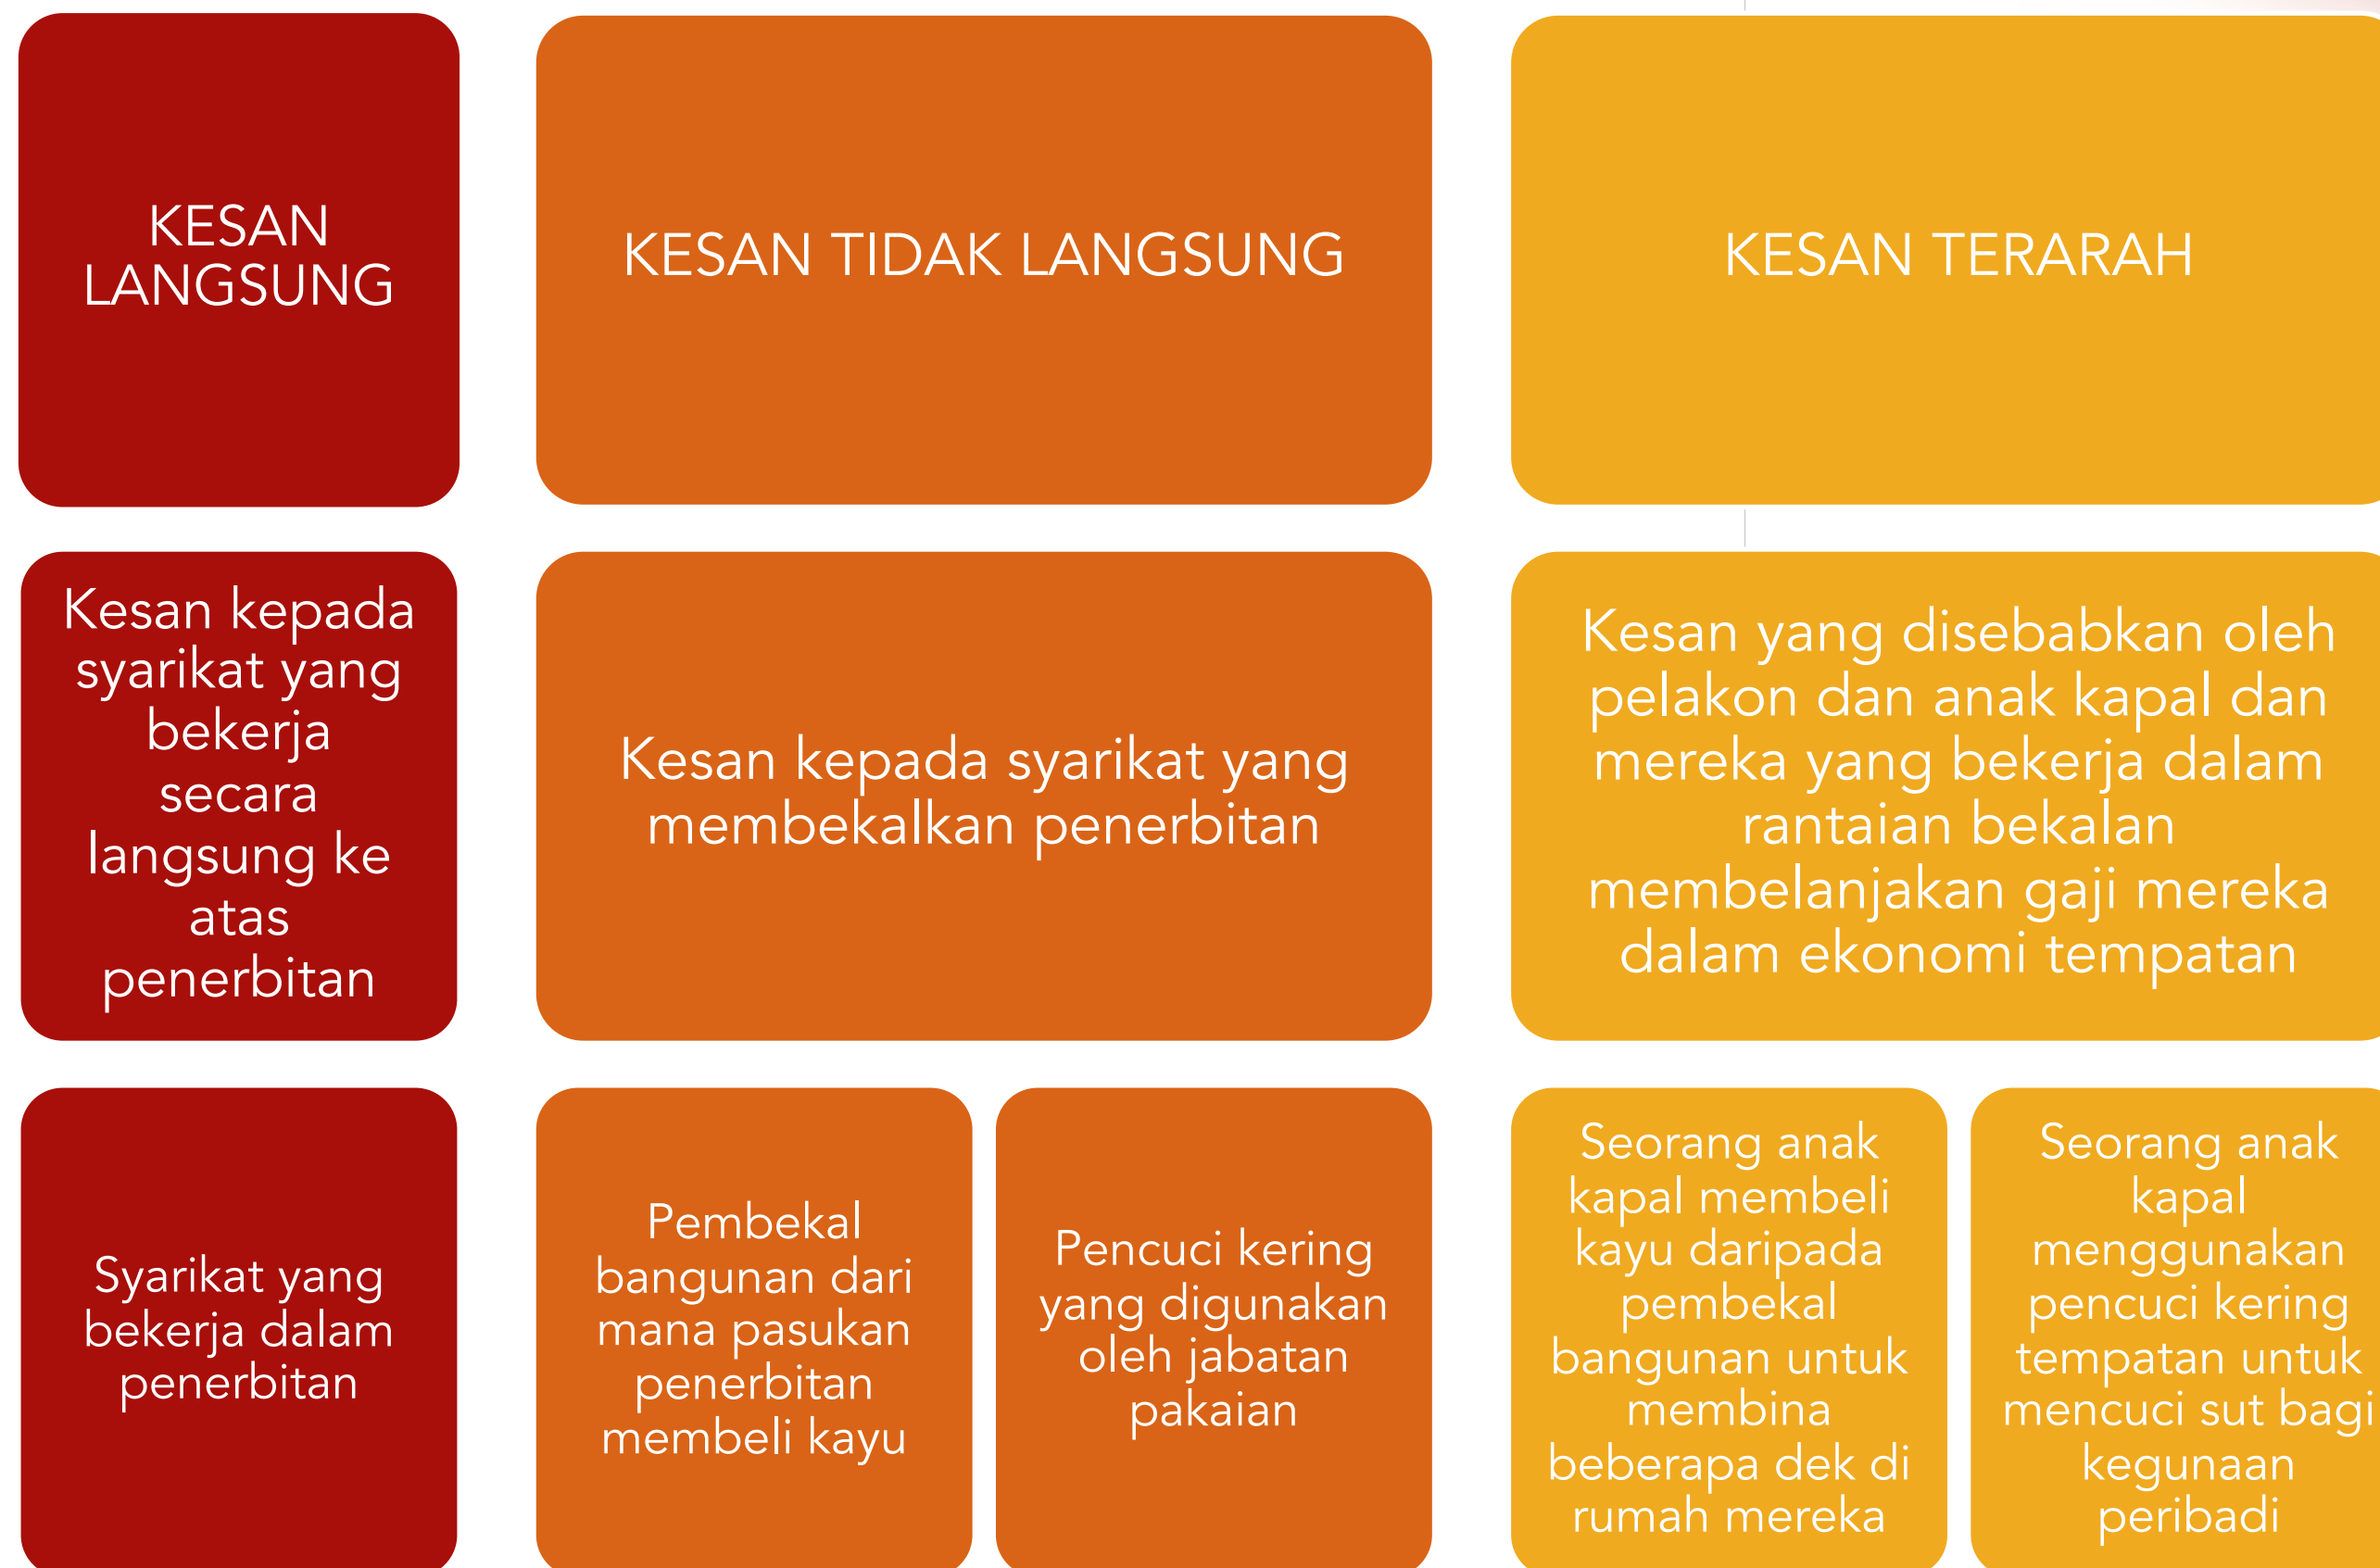 KESAN
LANGSUNG
KESAN TIDAK LANGSUNG
KESAN TERARAH
Kesan kepada
syarikat yang
bekerja
secara
langsung ke
atas
penerbitan
Kesan kepada syarikat yang
membekalkan penerbitan
Kesan yang disebabkan oleh
pelakon dan anak kapal dan
mereka yang bekerja dalam
rantaian bekalan
membelanjakan gaji mereka
dalam ekonomi tempatan
Syarikat yang
bekerja dalam
penerbitan
Pembekal
bangunan dari
mana pasukan
penerbitan
membeli kayu
Pencuci kering
yang digunakan
oleh jabatan
pakaian
Seorang anak
kapal membeli
kayu daripada
pembekal
bangunan untuk
membina
beberapa dek di
rumah mereka
Seorang anak
kapal
menggunakan
pencuci kering
tempatan untuk
mencuci sut bagi
kegunaan
peribadi